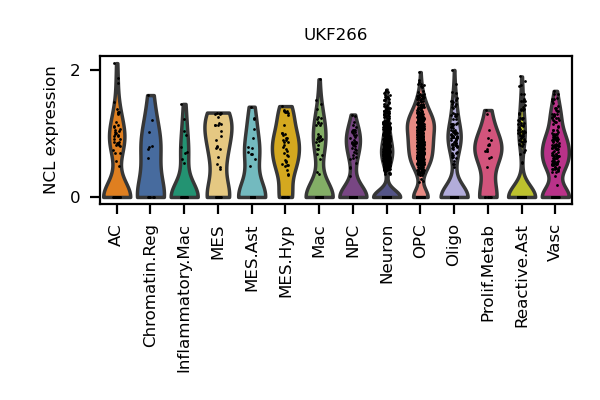 UKF266
NCL expression
2
0
AC
Chromatin.Reg
Inflammatory.Mac
MES
MES.Ast
MES.Hyp
Mac
NPC
Neuron
OPC
Oligo
Prolif.Metab
Reactive.Ast
Vasc